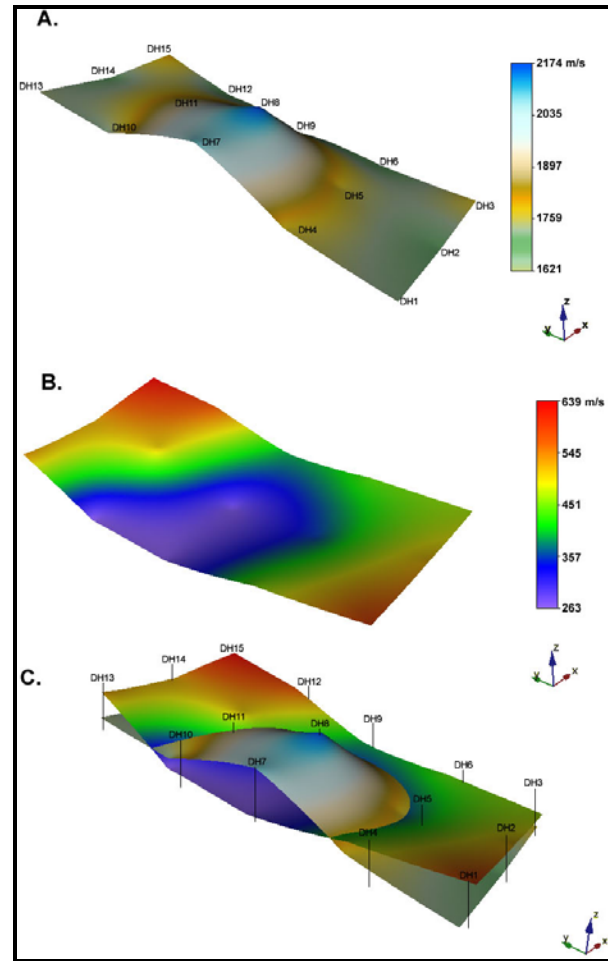 A.
DH15
DH14
DH13
DH12
DH11
DH8
DH10
DH7
DH9
DH6
DH5
DH3
DH4
DH2
DH1
2174 m/s
2035
1897
1759
1621
z
y
x
B.
639 m/s
545
451
357
263
z
y
x
C.
DH15
DH14
DH13
DH12
DH11
DH8
DH10
DH9
DH7
DH6
DH5
DH3
DH4
DH2
DH1
z
y
x